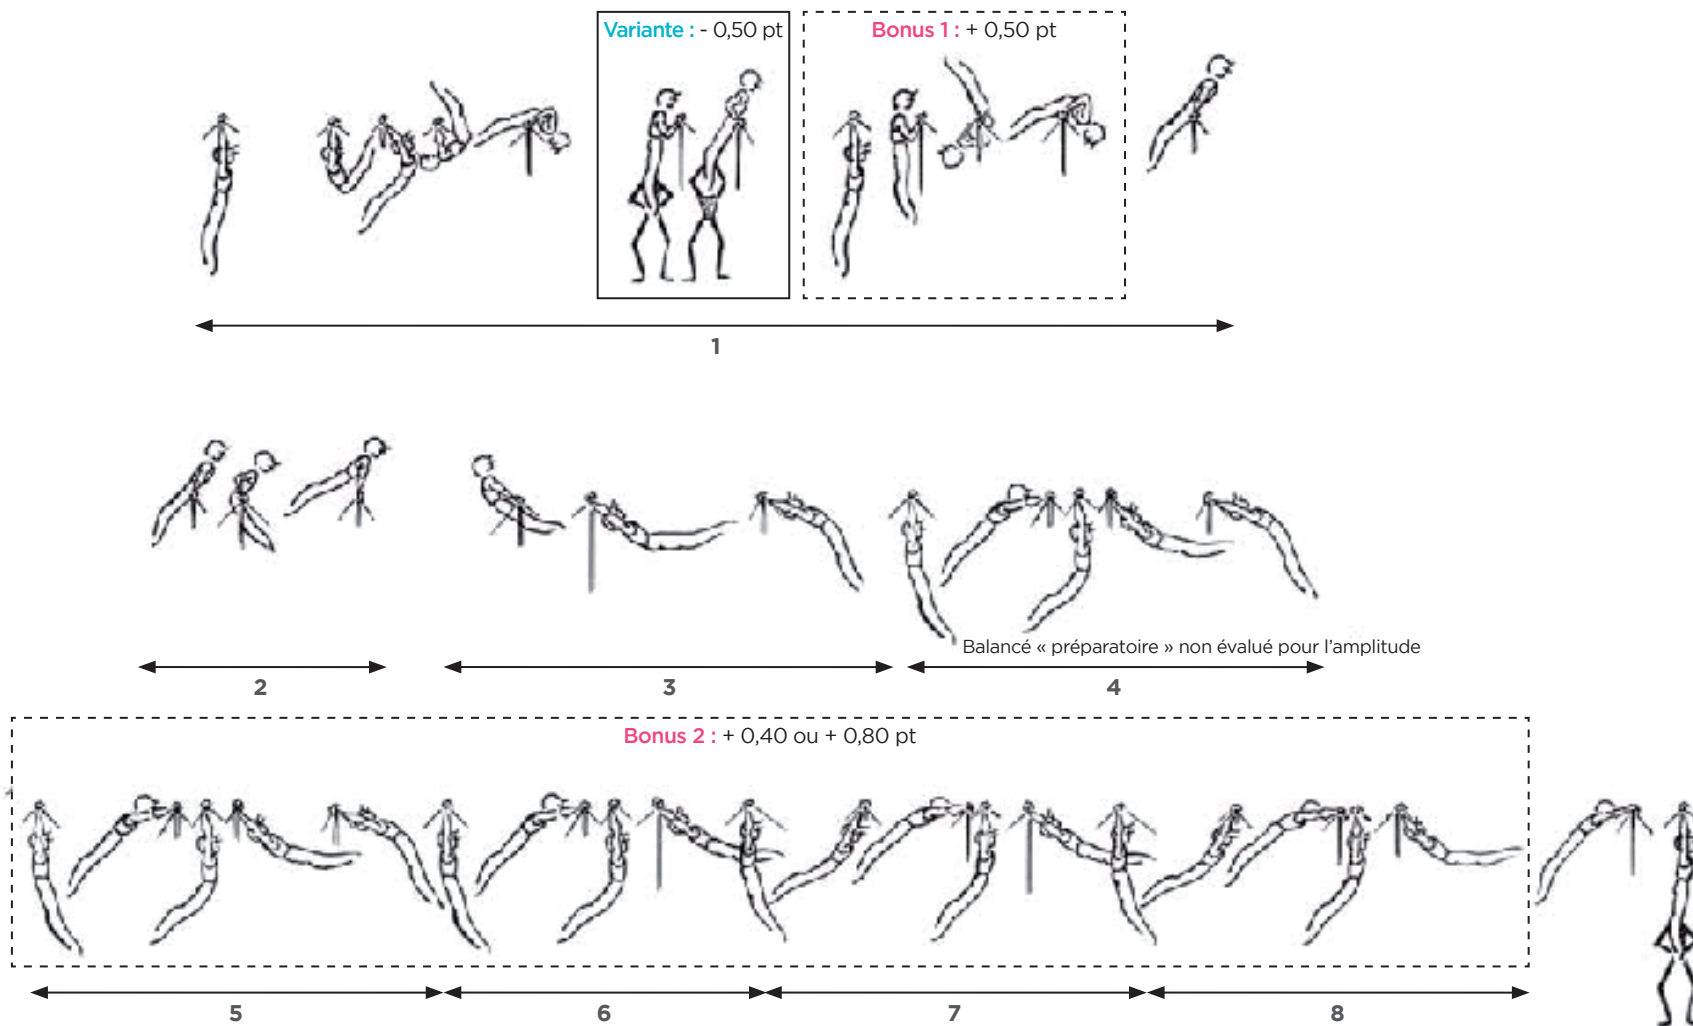 Variante : - 0,50 pt
Bonus 1 : + 0,50 pt
1
Balancé « préparatoire » non évalué pour l'amplitude
2
3
4
Bonus 2 : + 0,40 ou + 0,80 pt
5
6
7
8